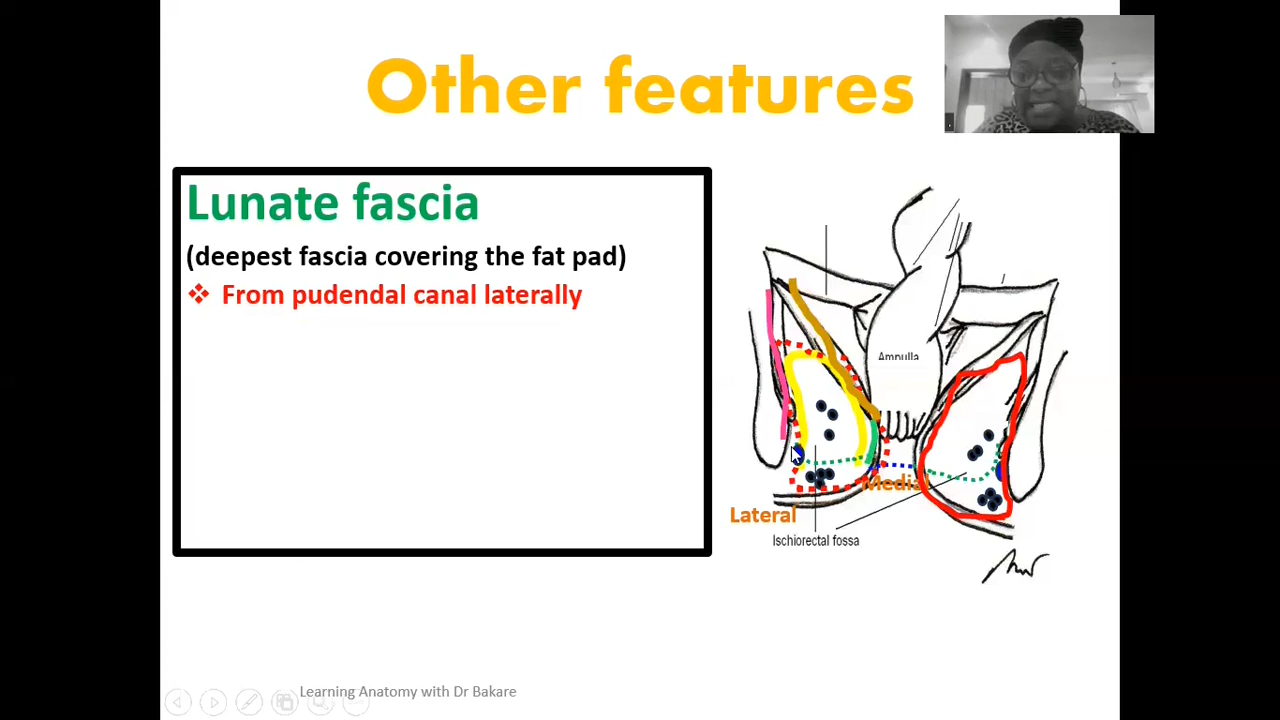 Other features
Lunate fascia
(deepest fascia covering the fat pad)
❖ From pudendal canal laterally
Ampulla
Medial
Lateral
Ischiorectal fossa
Learning Anatomy with Dr Bakare